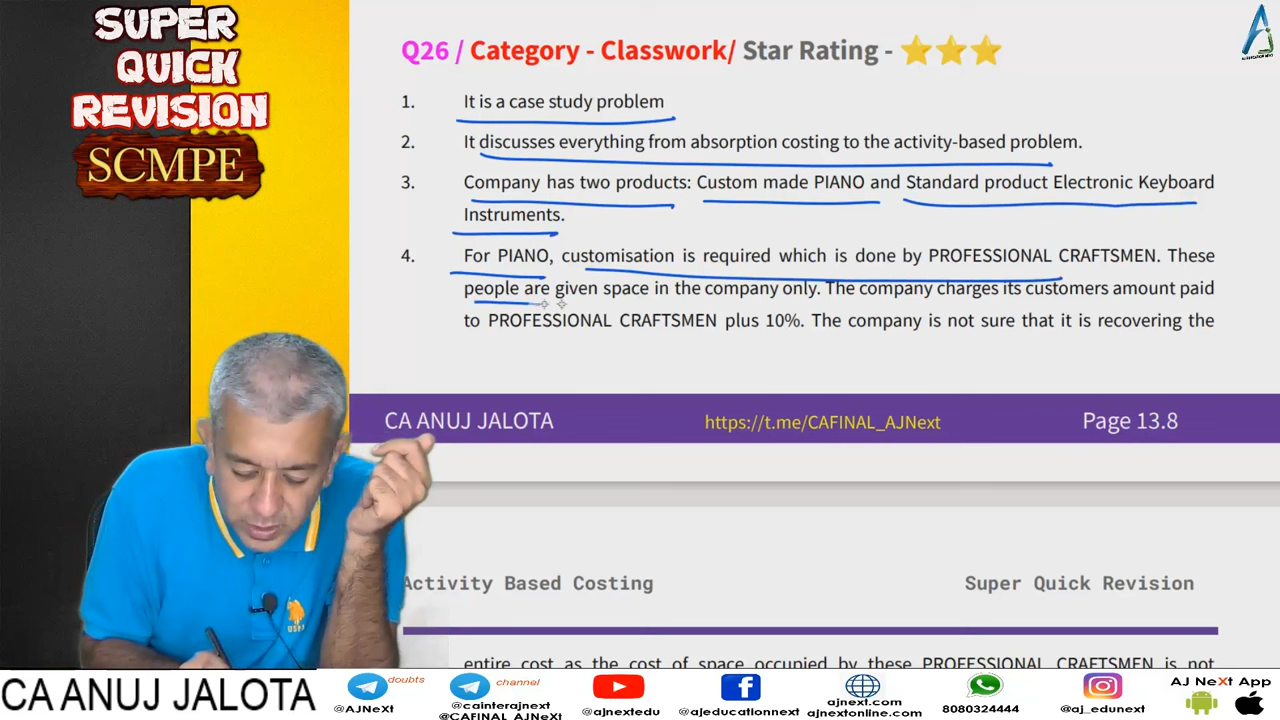 SUPER
QUICK
REVISION
SCMPE
Q26 / Category - Classwork/ Star Rating - ⭐⭐⭐
1. It is a case study problem
2. It discusses everything from absorption costing to the activity-based problem.
3. Company has two products: Custom made PIANO and Standard product Electronic Keyboard
Instruments.
4. For PIANO, customisation is required which is done by PROFESSIONAL CRAFTSMEN. These
people are given space in the company only. The company charges its customers amount paid
to PROFESSIONAL CRAFTSMEN plus 10%. The company is not sure that it is recovering the
CA ANUJ JALOTA https://t.me/CAFINAL_AJNext Page 13.8
Activity Based Costing Super Quick Revision
entire cost as the cost of space occupied by these PROFESSIONAL CRAFTSMEN is not
CA ANUJ JALOTA
doubts
@AJNeXt
channel
@cainterajnext
@CAFINAL_AJNeXt
@ajnextedu
@ajeducationnext
ajnext.com
ajnextonline.com
8080324444
@aj_edunext
AJ NeXt App